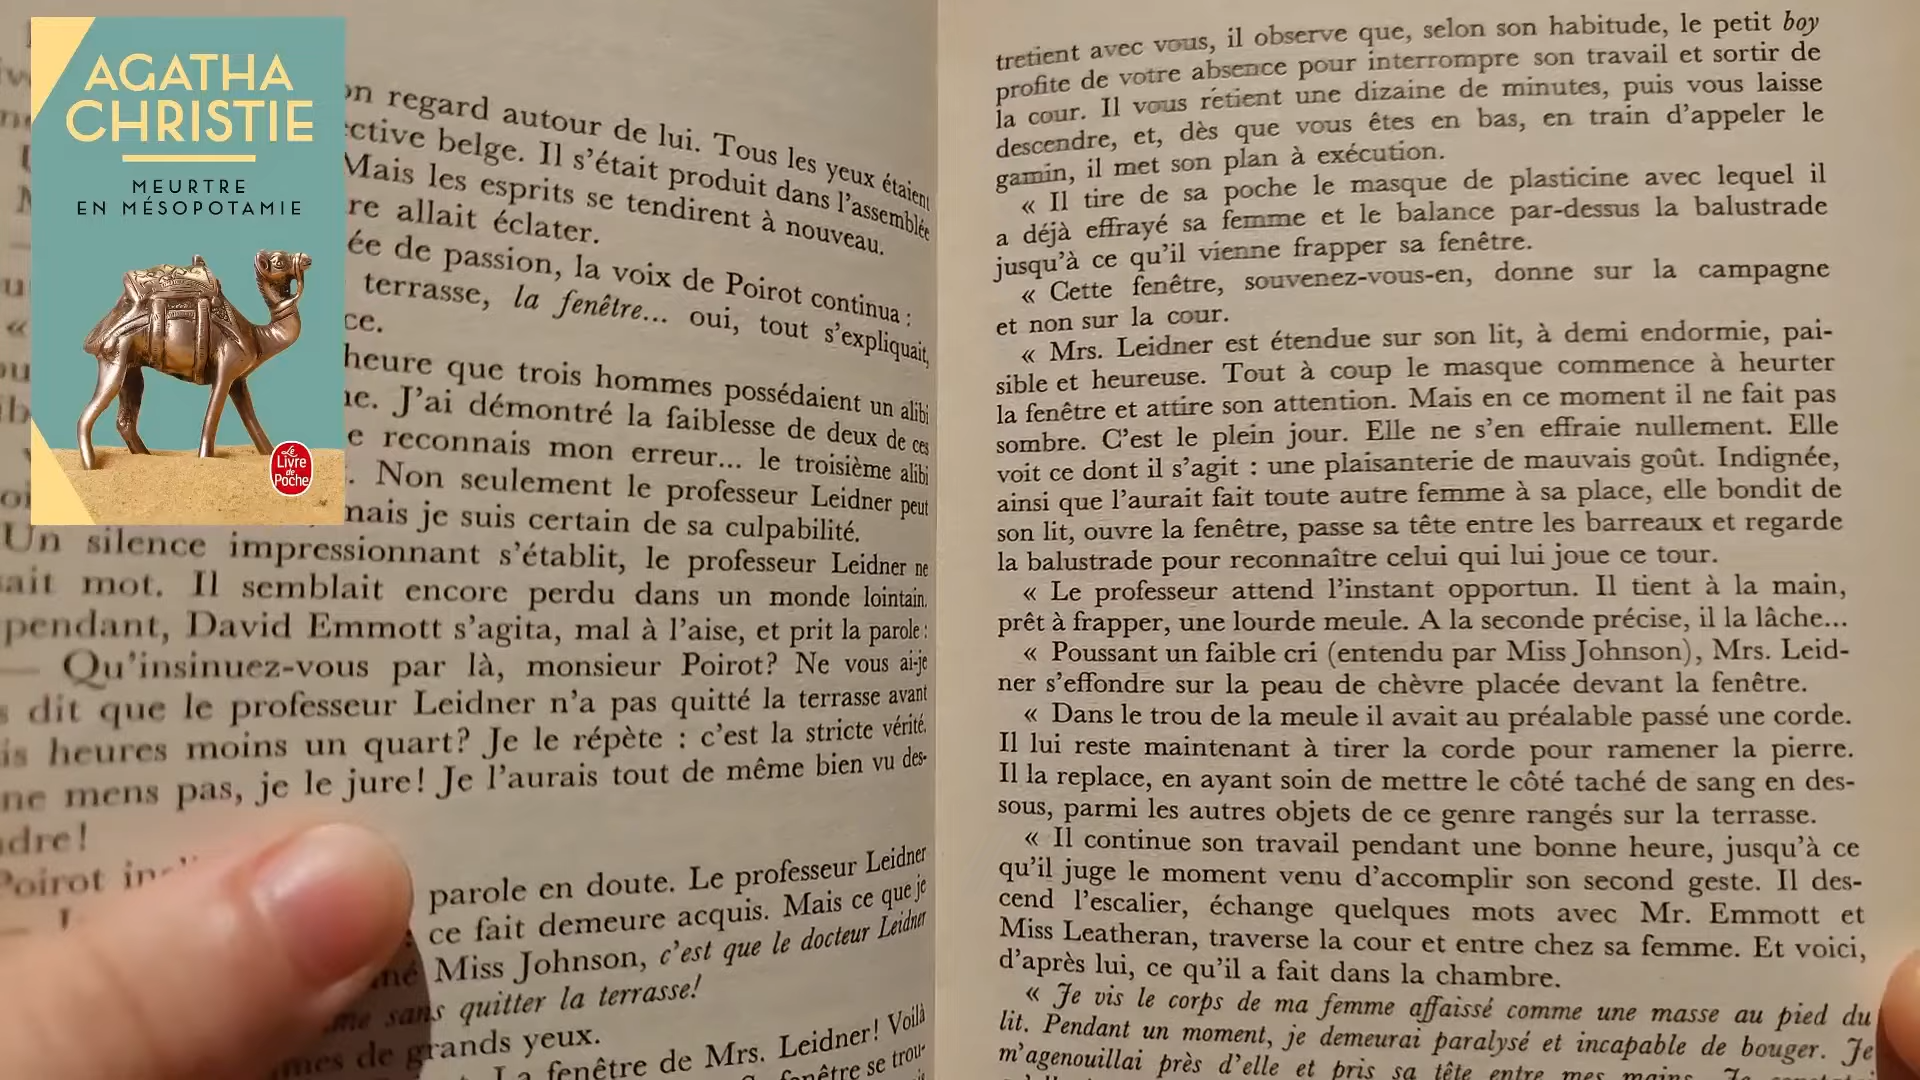 AGATHA
CHRISTIE
MEURTRE
EN MÉSOPOTAMIE
Le
Livre
de
Poche
regard autour de lui. Tous les yeux étaient
belge. Il s'était produit dans l'assemblée
Mais les esprits se tendirent à nouveau.
allait éclater.
de passion, la voix de Poirot continua :
terrasse, la fenêtre... oui, tout s'expliquait,
heure que trois hommes possédaient un alibi
J'ai démontré la faiblesse de deux de ces
reconnais mon erreur... le troisième alibi
Non seulement le professeur Leidner peut
mais je suis certain de sa culpabilité.
Un silence impressionnant s'établit, le professeur Leidner ne
mot. Il semblait encore perdu dans un monde lointain.
pendant, David Emmott s'agita, mal à l'aise, et prit la parole :
— Qu'insinuez-vous par là, monsieur Poirot? Ne vous ai-je
dit que le professeur Leidner n'a pas quitté la terrasse avant
heures moins un quart? Je le répète : c'est la stricte vérité.
ne mens pas, je le jure! Je l'aurais tout de même bien vu des-
dre!
Poirot
parole en doute. Le professeur Leidner
ce fait demeure acquis. Mais ce que je
Miss Johnson, c'est que le docteur Leidner
sans quitter la terrasse!
de grands yeux.
La fenêtre de Mrs. Leidner! Voilà
fenêtre se trou-
tretient avec vous, il observe que, selon son habitude, le petit boy
profite de votre absence pour interrompre son travail et sortir de
la cour. Il vous retient une dizaine de minutes, puis vous laisse
descendre, et, dès que vous êtes en bas, en train d'appeler le
gamin, il met son plan à exécution.
« Il tire de sa poche le masque de plasticine avec lequel il
a déjà effrayé sa femme et le balance par-dessus la balustrade
jusqu'à ce qu'il vienne frapper sa fenêtre.
« Cette fenêtre, souvenez-vous-en, donne sur la campagne
et non sur la cour.
« Mrs. Leidner est étendue sur son lit, à demi endormie, pai-
sible et heureuse. Tout à coup le masque commence à heurter
la fenêtre et attire son attention. Mais en ce moment il ne fait pas
sombre. C'est le plein jour. Elle ne s'en effraie nullement. Elle
voit ce dont il s'agit : une plaisanterie de mauvais goût. Indignée,
ainsi que l'aurait fait toute autre femme à sa place, elle bondit de
son lit, ouvre la fenêtre, passe sa tête entre les barreaux et regarde
la balustrade pour reconnaître celui qui lui joue ce tour.
« Le professeur attend l'instant opportun. Il tient à la main,
prêt à frapper, une lourde meule. A la seconde précise, il la lâche...
« Poussant un faible cri (entendu par Miss Johnson), Mrs. Leid-
ner s'effondre sur la peau de chèvre placée devant la fenêtre.
« Dans le trou de la meule il avait au préalable passé une corde.
Il lui reste maintenant à tirer la corde pour ramener la pierre.
Il la replace, en ayant soin de mettre le côté taché de sang en des-
sous, parmi les autres objets de ce genre rangés sur la terrasse.
« Il continue son travail pendant une bonne heure, jusqu'à ce
qu'il juge le moment venu d'accomplir son second geste. Il des-
cend l'escalier, échange quelques mots avec Mr. Emmott et
Miss Leatheran, traverse la cour et entre chez sa femme. Et voici,
d'après lui, ce qu'il a fait dans la chambre.
« Je vis le corps de ma femme affaissé comme une masse au pied du
lit. Pendant un moment, je demeurai paralysé et incapable de bouger. Je
m'agenouillai près d'elle et pris sa tête entre mes mains.